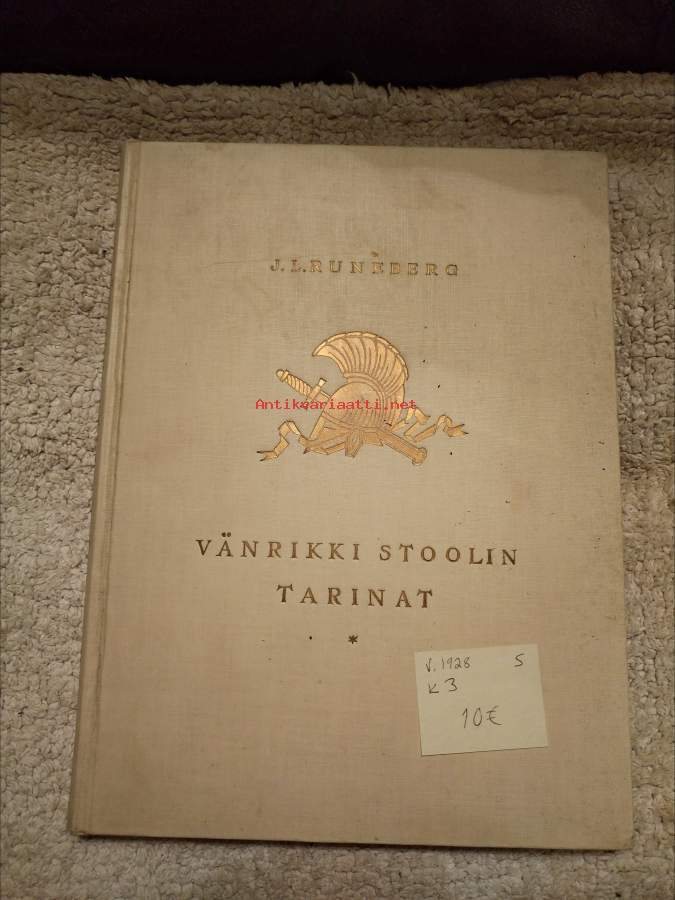 J. L. RUNEBERG
Antikvariaatti.net
VÄNRIKKI STOOLIN
TARINAT
*
v. 1928 S
K3
10€